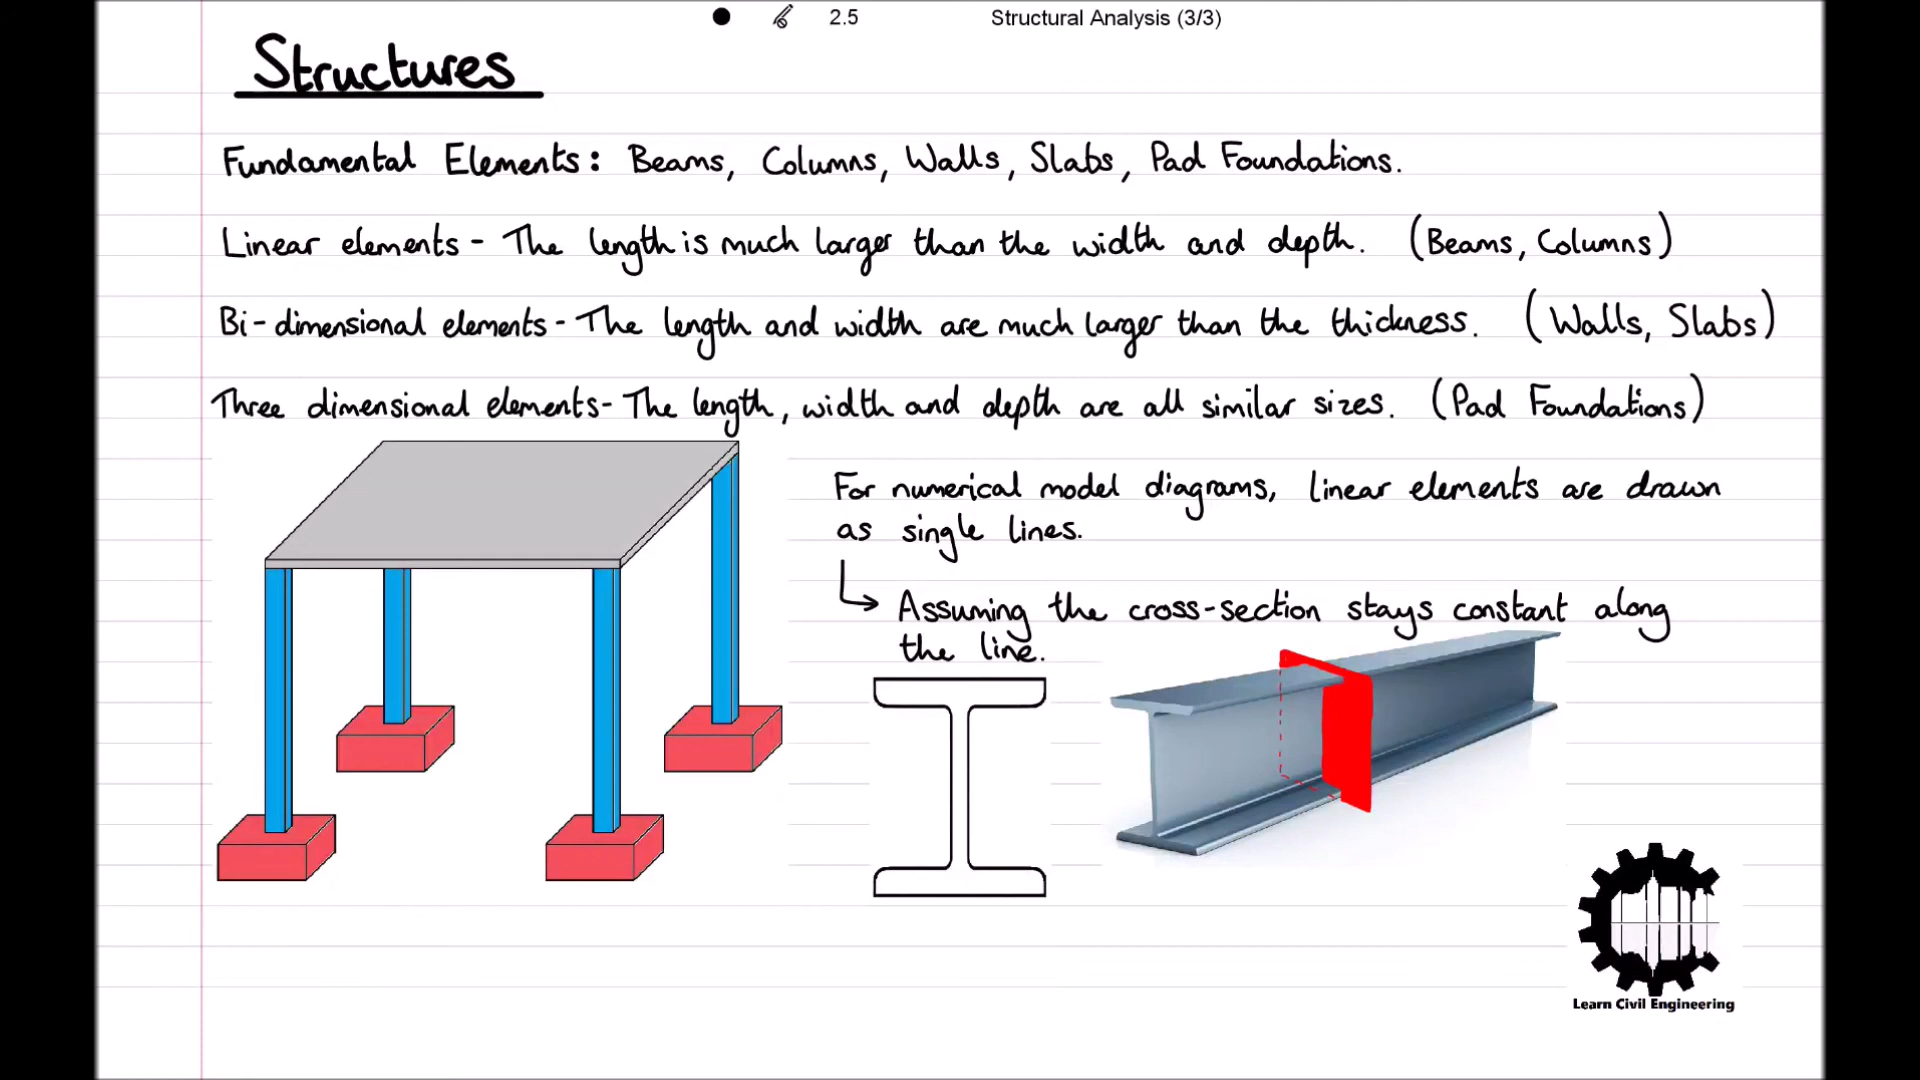 2.5 Structural Analysis (3/3)
Structures
Fundamental Elements: Beams, Columns, Walls, Slabs, Pad Foundations.
Linear elements - The length is much larger than the width and depth. (Beams, Columns)
Bi-dimensional elements - The length and width are much larger than the thickness. (Walls, Slabs)
Three dimensional elements - The length, width and depth are all similar sizes. (Pad Foundations)
For numerical model diagrams, linear elements are drawn
as single lines.
Assuming the cross-section stays constant along
the line.
Learn Civil Engineering